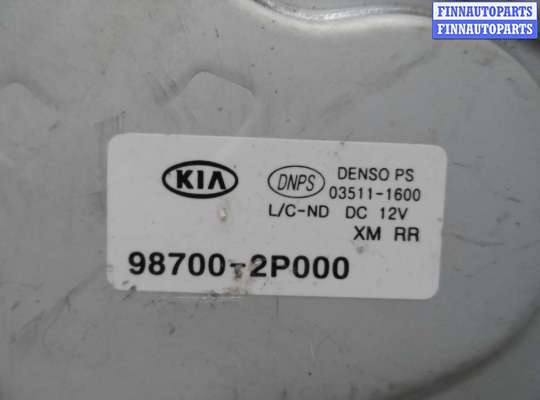 FINNAUTOPARTS
FINNAUTOPARTS
KIA DNPS DENSO PS
03511-1600
L/C-ND DC 12V
XM RR
98700-2P000